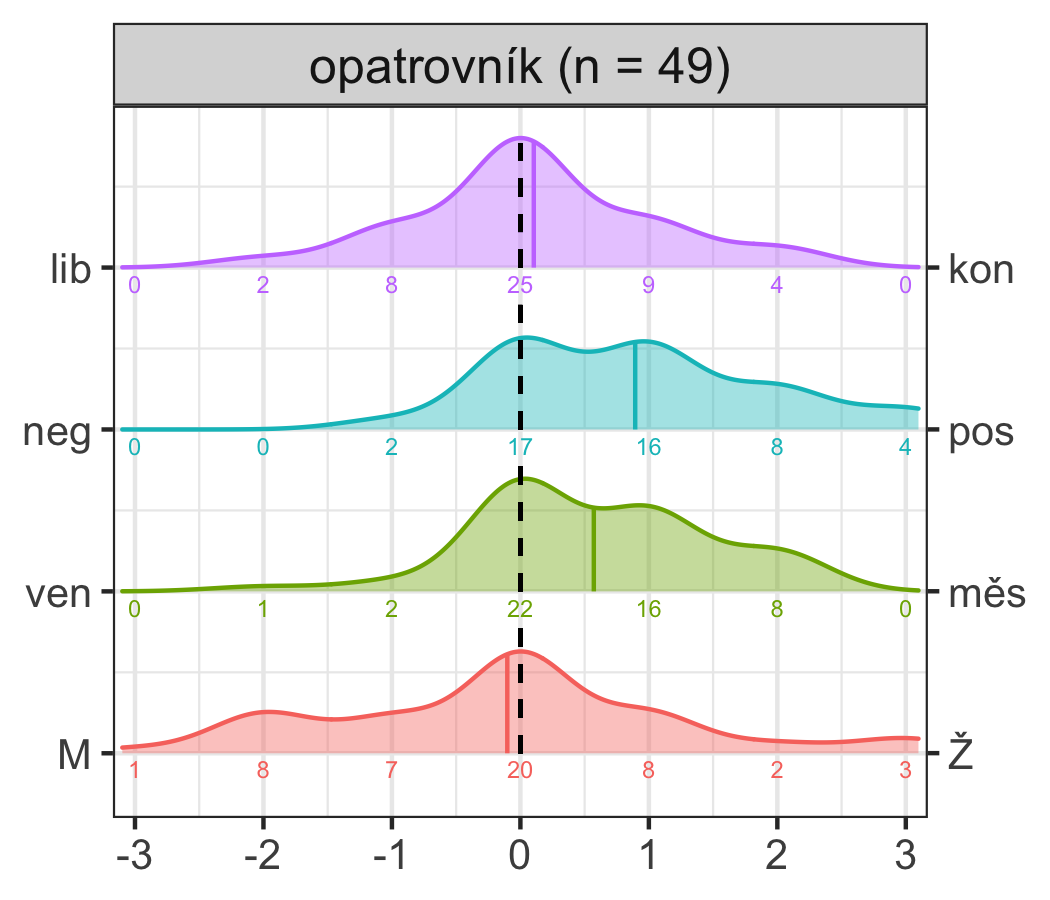 opatrovník (n = 49)
lib kon
0 2 8 25 9 4 0
neg pos
0 0 2 17 16 8 4
ven měs
0 1 2 22 16 8 0
M Ž
1 8 7 20 8 2 3
-3 -2 -1 0 1 2 3